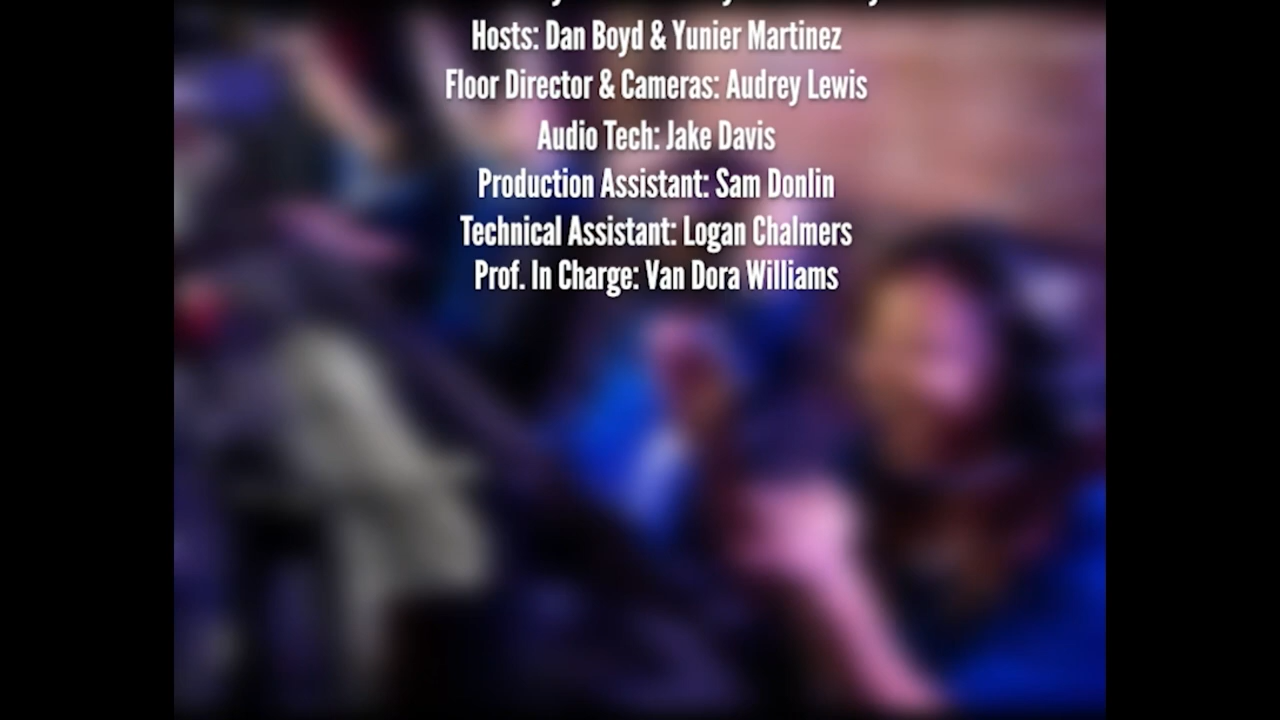 Hosts: Dan Boyd & Yunier Martinez
Floor Director & Cameras: Audrey Lewis
Audio Tech: Jake Davis
Production Assistant: Sam Donlin
Technical Assistant: Logan Chalmers
Prof. In Charge: Van Dora Williams